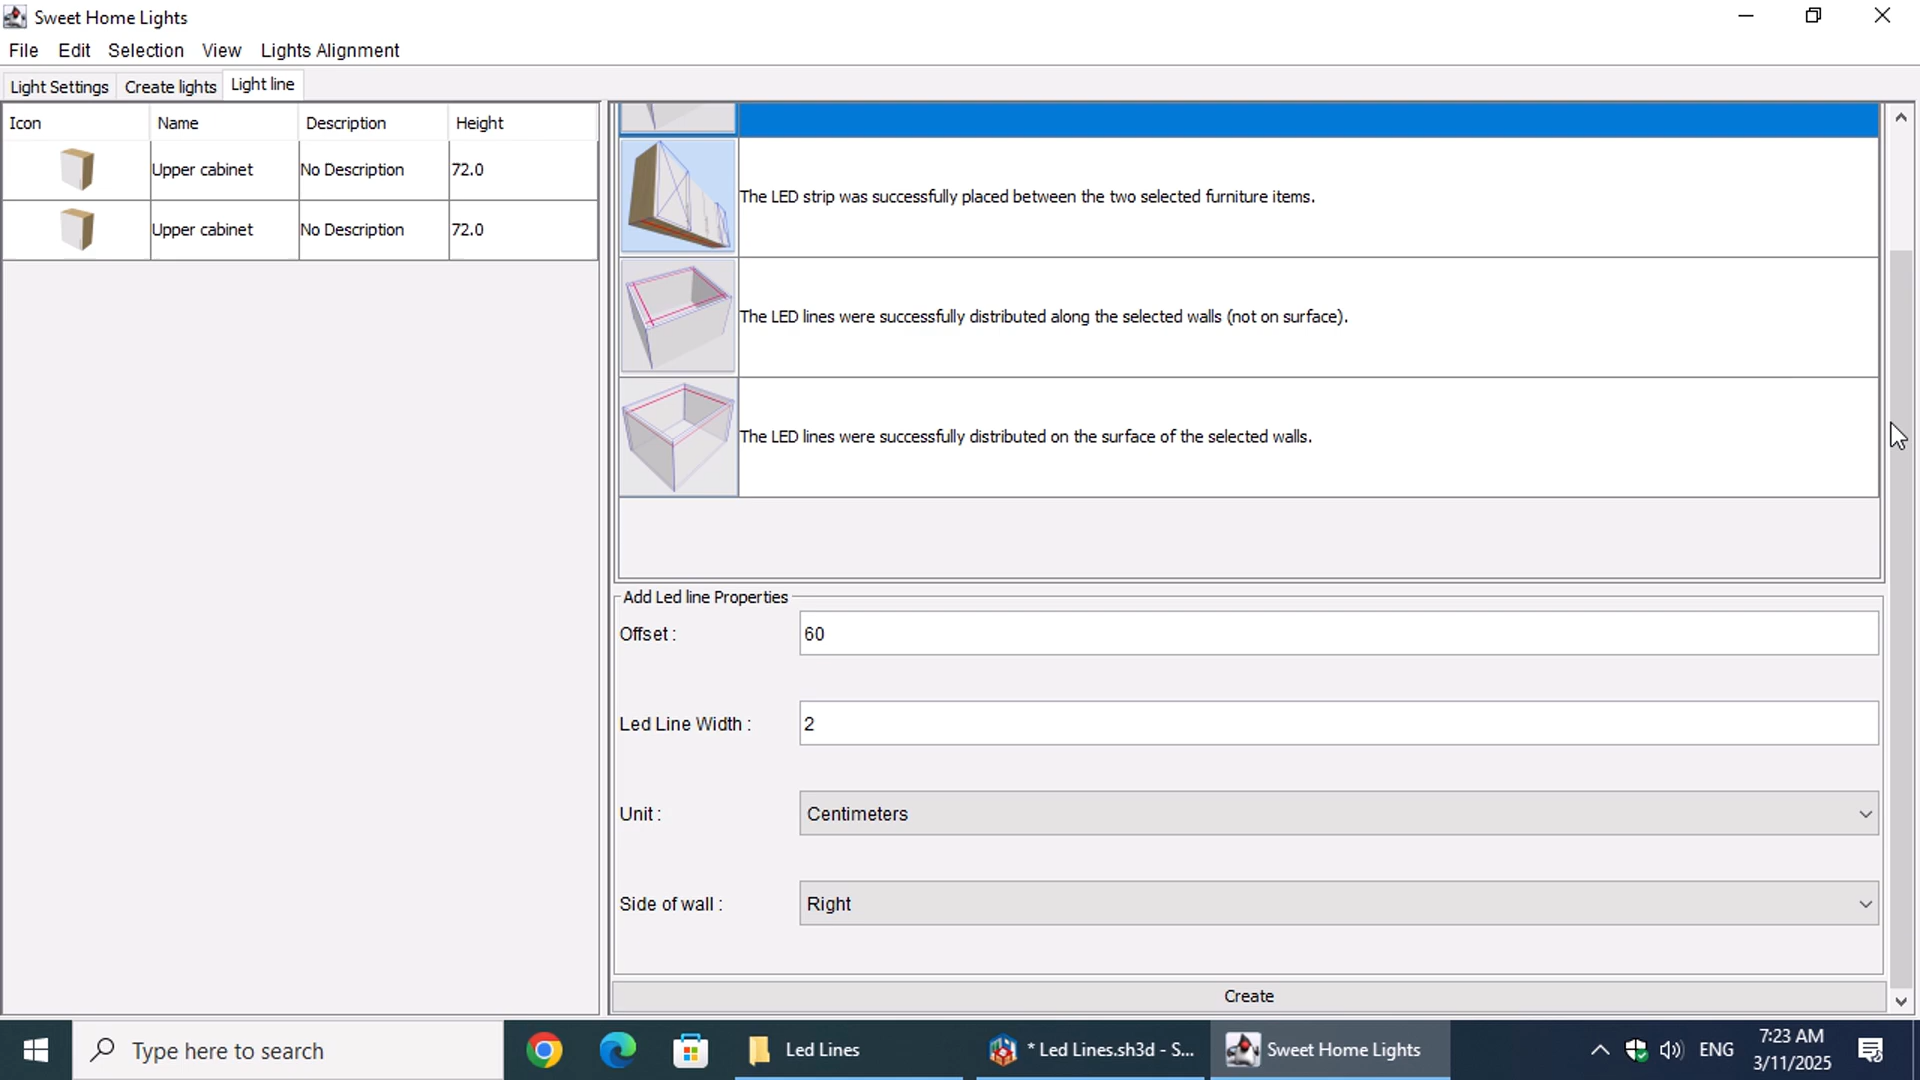 Sweet Home Lights
File Edit Selection View Lights Alignment
Light Settings Create lights Light line
Icon Name Description Height
Upper cabinet No Description 72.0
Upper cabinet No Description 72.0
The LED strip was successfully placed between the two selected furniture items.
The LED lines were successfully distributed along the selected walls (not on surface).
The LED lines were successfully distributed on the surface of the selected walls.
Add Led line Properties
Offset : 60
Led Line Width : 2
Unit : Centimeters
Side of wall : Right
Create
Type here to search
Led Lines
* Led Lines.sh3d - S...
Sweet Home Lights
ENG
7:23 AM
3/11/2025